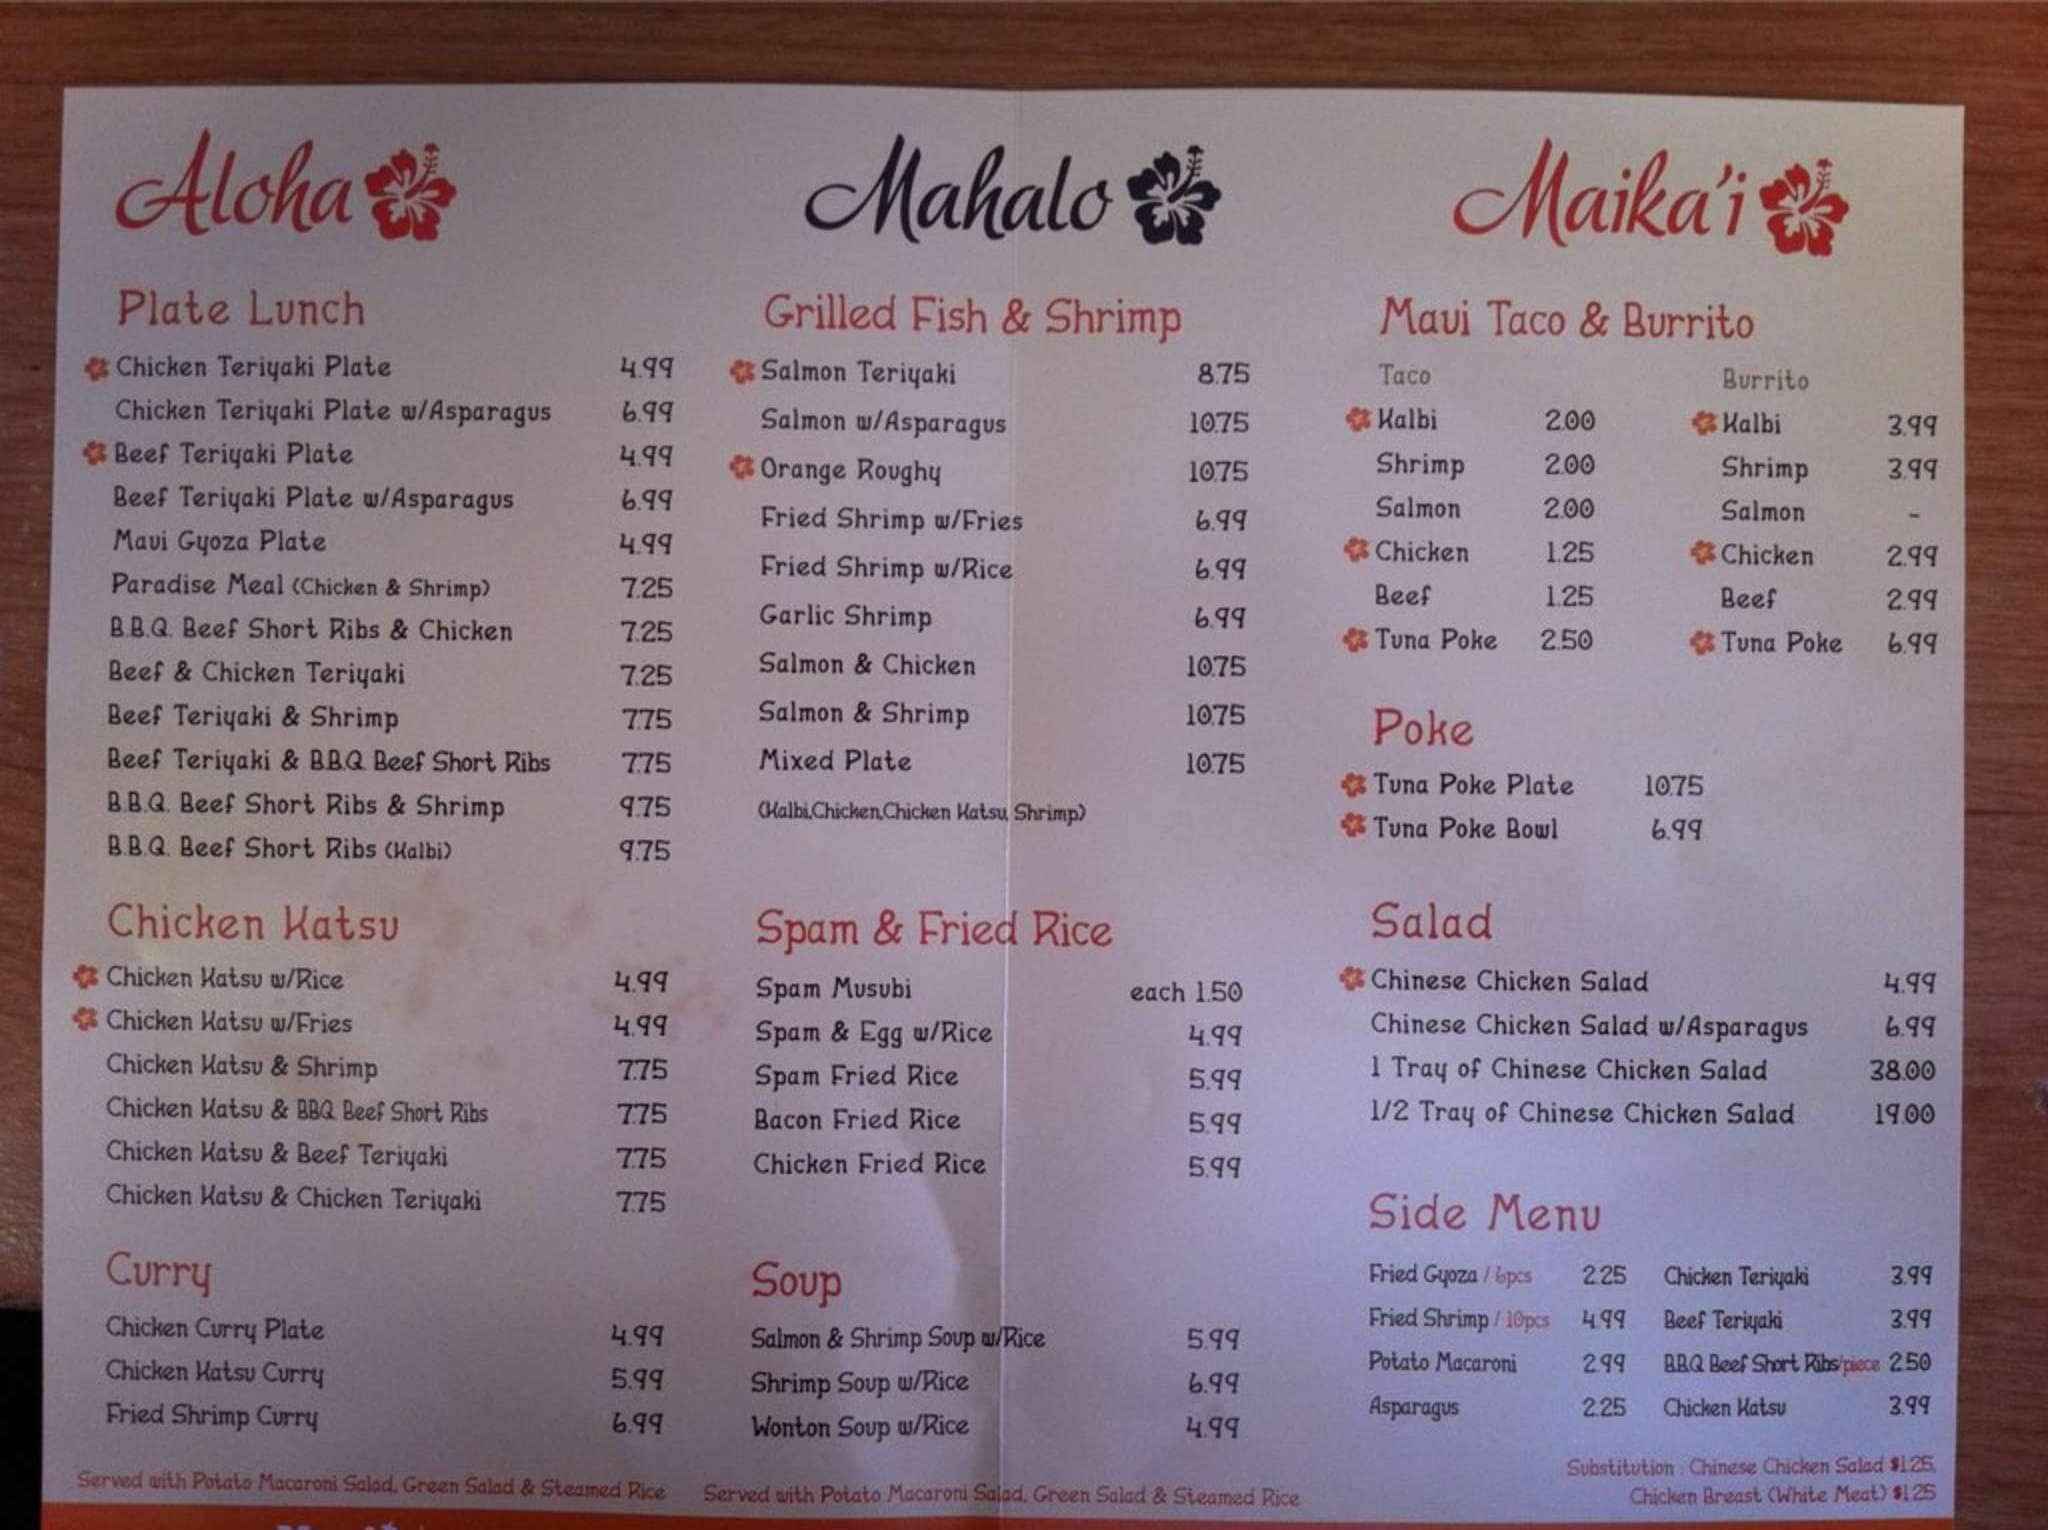 Aloha
Plate Lunch
Chicken Teriyaki Plate 4.99
Chicken Teriyaki Plate w/Asparagus 6.99
Beef Teriyaki Plate 4.99
Beef Teriyaki Plate w/Asparagus 6.99
Maui Gyoza Plate 4.99
Paradise Meal (Chicken & Shrimp) 7.25
B.B.Q. Beef Short Ribs & Chicken 7.25
Beef & Chicken Teriyaki 7.25
Beef Teriyaki & Shrimp 7.75
Beef Teriyaki & B.B.Q. Beef Short Ribs 7.75
B.B.Q. Beef Short Ribs & Shrimp 9.75
B.B.Q. Beef Short Ribs (Kalbi) 9.75
Chicken Katsu
Chicken Katsu w/Rice 4.99
Chicken Katsu w/Fries 4.99
Chicken Katsu & Shrimp 7.75
Chicken Katsu & BBQ Beef Short Ribs 7.75
Chicken Katsu & Beef Teriyaki 7.75
Chicken Katsu & Chicken Teriyaki 7.75
Curry
Chicken Curry Plate 4.99
Chicken Katsu Curry 5.99
Fried Shrimp Curry 6.99
Served with Potato Macaroni Salad, Green Salad & Steamed Rice
Mahalo
Grilled Fish & Shrimp
Salmon Teriyaki 8.75
Salmon w/Asparagus 10.75
Orange Roughy 10.75
Fried Shrimp w/Fries 6.99
Fried Shrimp w/Rice 6.99
Garlic Shrimp 6.99
Salmon & Chicken 10.75
Salmon & Shrimp 10.75
Mixed Plate 10.75
(Kalbi,Chicken,Chicken Katsu, Shrimp)
Spam & Fried Rice
Spam Musubi each 1.50
Spam & Egg w/Rice 4.99
Spam Fried Rice 5.99
Bacon Fried Rice 5.99
Chicken Fried Rice 5.99
Soup
Salmon & Shrimp Soup w/Rice 5.99
Shrimp Soup w/Rice 6.99
Wonton Soup w/Rice 4.99
Served with Potato Macaroni Salad, Green Salad & Steamed Rice
Maika'i
Maui Taco & Burrito
Taco Burrito
Kalbi 2.00 Kalbi 3.99
Shrimp 2.00 Shrimp 3.99
Salmon 2.00 Salmon -
Chicken 1.25 Chicken 2.99
Beef 1.25 Beef 2.99
Tuna Poke 2.50 Tuna Poke 6.99
Poke
Tuna Poke Plate 10.75
Tuna Poke Bowl 6.99
Salad
Chinese Chicken Salad 4.99
Chinese Chicken Salad w/Asparagus 6.99
1 Tray of Chinese Chicken Salad 38.00
1/2 Tray of Chinese Chicken Salad 19.00
Side Menu
Fried Gyoza / 6pcs 2.25 Chicken Teriyaki 3.99
Fried Shrimp / 10pcs 4.99 Beef Teriyaki 3.99
Potato Macaroni 2.99 B.B.Q Beef Short Ribs/piece 2.50
Asparagus 2.25 Chicken Katsu 3.99
Substitution : Chinese Chicken Salad $1.25,
Chicken Breast (White Meat) $1.25